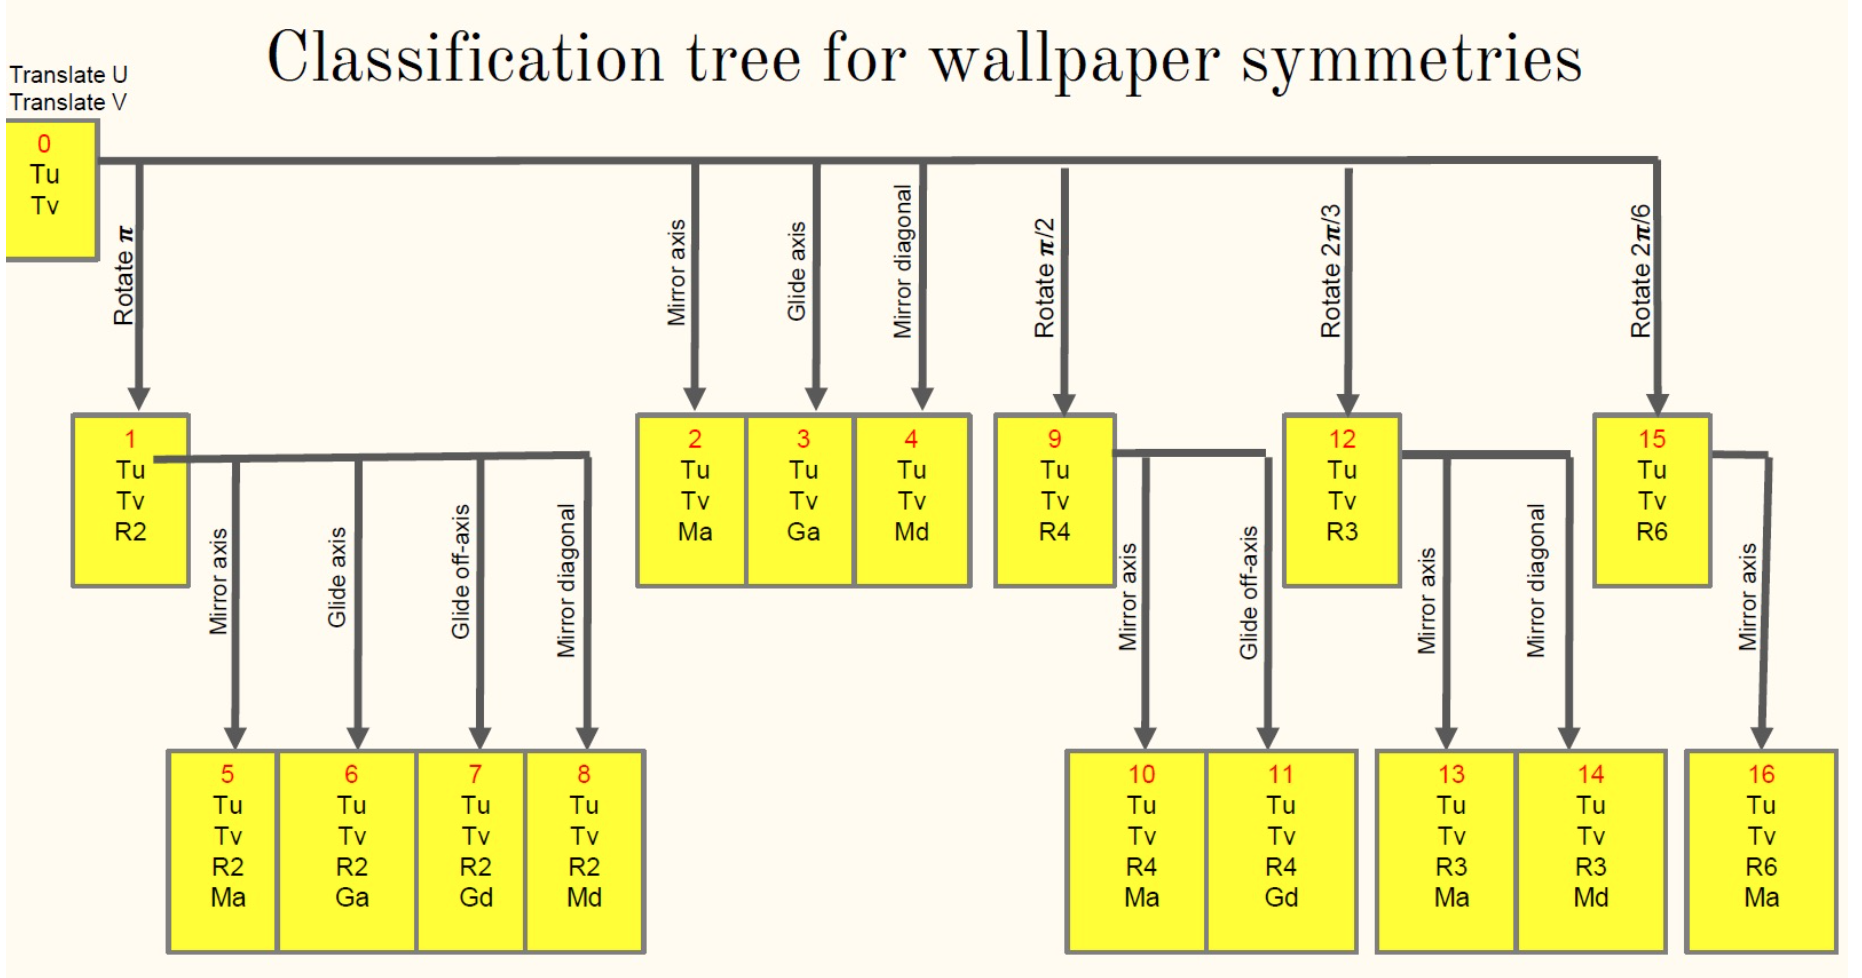 Classification tree for wallpaper symmetries
Translate U
Translate V
0
Tu
Tv
Rotate π
Mirror axis
Glide axis
Mirror diagonal
Rotate π/2
Rotate 2π/3
Rotate 2π/6
1
Tu
Tv
R2
2
Tu
Tv
Ma
3
Tu
Tv
Ga
4
Tu
Tv
Md
9
Tu
Tv
R4
12
Tu
Tv
R3
15
Tu
Tv
R6
Mirror axis
Glide axis
Glide off-axis
Mirror diagonal
Mirror axis
Glide off-axis
Mirror axis
Mirror diagonal
Mirror axis
5
Tu
Tv
R2
Ma
6
Tu
Tv
R2
Ga
7
Tu
Tv
R2
Gd
8
Tu
Tv
R2
Md
10
Tu
Tv
R4
Ma
11
Tu
Tv
R4
Gd
13
Tu
Tv
R3
Ma
14
Tu
Tv
R3
Md
16
Tu
Tv
R6
Ma